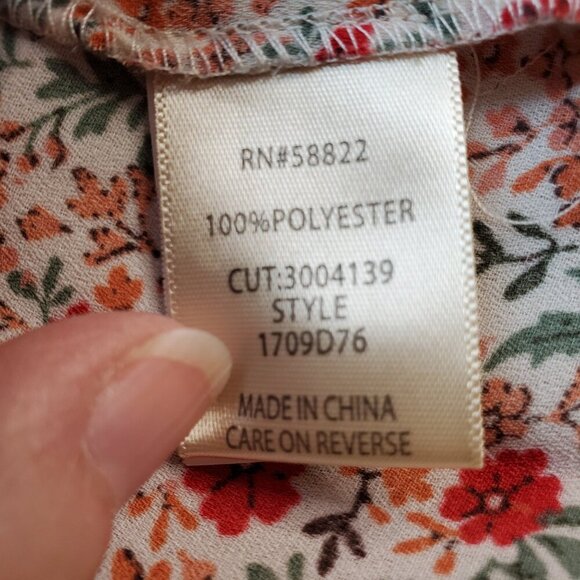 RN#58822
100%POLYESTER
CUT:3004139
STYLE
1709D76
MADE IN CHINA
CARE ON REVERSE